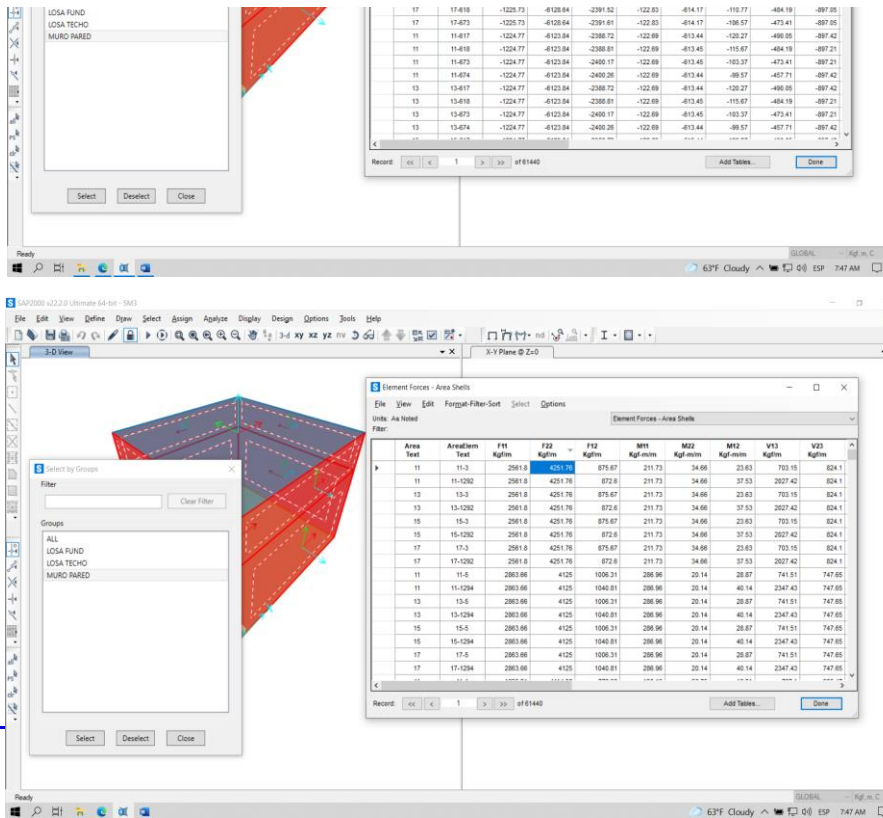 LOSA FUND
LOSA TECHO
MURO PARED
17 17-618 -1225.73 -6128.64 -2391.52 -122.83 -614.17 -110.77 -484.19 -897.05
17 17-673 -1225.73 -6128.64 -2391.61 -122.83 -614.17 -106.57 -473.41 -897.05
11 11-617 -1224.77 -6123.84 -2388.72 -122.69 -613.44 -120.27 -490.05 -897.42
11 11-618 -1224.77 -6123.84 -2388.81 -122.69 -613.45 -115.67 -484.19 -897.21
11 11-673 -1224.77 -6123.84 -2400.17 -122.69 -613.45 -103.37 -473.41 -897.21
11 11-674 -1224.77 -6123.84 -2400.26 -122.69 -613.44 -99.57 -457.71 -897.42
13 13-617 -1224.77 -6123.84 -2388.72 -122.69 -613.44 -120.27 -490.05 -897.42
13 13-618 -1224.77 -6123.84 -2388.81 -122.69 -613.45 -115.67 -484.19 -897.21
13 13-673 -1224.77 -6123.84 -2400.17 -122.69 -613.45 -103.37 -473.41 -897.21
13 13-674 -1224.77 -6123.84 -2400.26 -122.69 -613.44 -99.57 -457.71 -897.42
Record: << < 1 > >> of 61440 Add Tables... Done
Select Deselect Close
Ready GLOBAL Kgf, m, C
63°F Cloudy ESP 7:47 AM
SAP2000 v22.2.0 Ultimate 64-bit - SM3
File Edit View Define Draw Select Assign Analyze Display Design Options Tools Help
3-d xy xz yz nv nd
3-D View X-Y Plane @ Z=0
Element Forces - Area Shells
File View Edit Format-Filter-Sort Select Options
Units: As Noted Element Forces - Area Shells
Filter:
Area Text AreaElem Text F11 Kgf/m F22 Kgf/m F12 Kgf/m M11 Kgf-m/m M22 Kgf-m/m M12 Kgf-m/m V13 Kgf/m V23 Kgf/m
11 11-3 2561.8 4251.76 875.67 211.73 34.66 23.63 703.15 824.1
11 11-1292 2561.8 4251.76 872.6 211.73 34.66 37.53 2027.42 824.1
13 13-3 2561.8 4251.76 875.67 211.73 34.66 23.63 703.15 824.1
13 13-1292 2561.8 4251.76 872.6 211.73 34.66 37.53 2027.42 824.1
15 15-3 2561.8 4251.76 875.67 211.73 34.66 23.63 703.15 824.1
15 15-1292 2561.8 4251.76 872.6 211.73 34.66 37.53 2027.42 824.1
17 17-3 2561.8 4251.76 875.67 211.73 34.66 23.63 703.15 824.1
17 17-1292 2561.8 4251.76 872.6 211.73 34.66 37.53 2027.42 824.1
11 11-5 2863.66 4125 1006.31 286.96 20.14 28.87 741.51 747.65
11 11-1294 2863.66 4125 1040.81 286.96 20.14 40.14 2347.43 747.65
13 13-5 2863.66 4125 1006.31 286.96 20.14 28.87 741.51 747.65
13 13-1294 2863.66 4125 1040.81 286.96 20.14 40.14 2347.43 747.65
15 15-5 2863.66 4125 1006.31 286.96 20.14 28.87 741.51 747.65
15 15-1294 2863.66 4125 1040.81 286.96 20.14 40.14 2347.43 747.65
17 17-5 2863.66 4125 1006.31 286.96 20.14 28.87 741.51 747.65
17 17-1294 2863.66 4125 1040.81 286.96 20.14 40.14 2347.43 747.65
Record: << < 1 > >> of 61440 Add Tables... Done
Select by Groups
Filter
Clear Filter
Groups
ALL
LOSA FUND
LOSA TECHO
MURO PARED
Select Deselect Close
Ready GLOBAL Kgf, m, C
63°F Cloudy ESP 7:47 AM